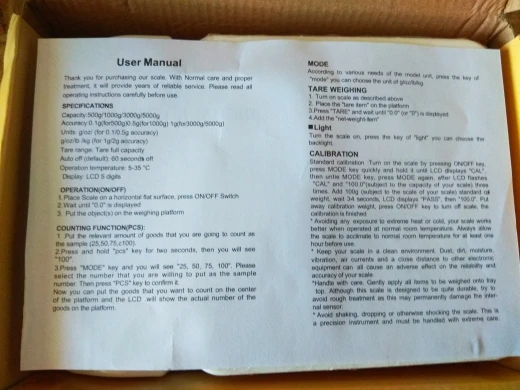 User Manual
Thank you for purchasing our scale. With Normal care and proper
treatment, it will provide years of reliable service. Please read all
operating instructions carefully before use.
SPECIFICATIONS
Capacity:500g/1000g/3000g/5000g
Accuracy:0.1g(for500g0.5g(for1000g) 1g(for3000g/5000g)
Units: g/oz/ (for 0.1/0.5g accuracy)
g/oz/lb /kg (for 1g/2g accuracy)
Tare range: Tare full capacity
Auto off (default): 60 seconds off
Operation temperature: 5-35 °C
Display: LCD 5 digits
OPERATION(ON/OFF)
1. Place Scale on a horizontal flat surface, press ON/OFF Switch
2.Wait until "0.0" is displayed
3. Put the object(s) on the weighing platform
COUNTING FUNCTION(PCS):
1 .Put the relevant amount of goods that you are going to count as
the sample (25,50,75,c100).
2.Press and hold "pcs" key for two seconds, then you will see
"100".
3.Press "MODE" key and you will see "25, 50, 75, 100". Please
select the number that you are willing to put as the sample
number. Then press "PCS" key to confirm it.
Now you can put the goods that you want to count on the center
of the platform and the LCD will show the actual number of the
goods on the platform.
MODE
According to various needs of the model unit, press the key of
"mode" you can choose the unit of g/oz/lb/kg.
TARE WEIGHING
1. Turn on scale as described above
2. Place the "tare item" on the platform
3.Press "TARE" and wait until "0.0" (or "0") is displayed
4.Add the "net-weight item"
■Light
Turn the scale on, press the key of "light" you can choose the
backlight.
CALIBRATION
Standard calibration :Turn on the scale by pressing ON/OFF key,
press MODE key quickly and hold it until LCD displays "CAL",
then untie MODE key; press MODE again, after LCD flashes
"CAL" and "100.0"(subject to the capacity of your scale) three
times. Add 100g (subject to the scale of your scale) standard
weight, wait 34 seconds, LCD displays "PASS", then "100.0". Put
away calibration weight, press ON/OFF key to turn off scale, the
calibration is finished
* Avoiding any exposure to extreme heat or cold, your scale works
better when operated at normal room temperature. Always allow
the scale to acclimate to normal room temperature for at least one
hour before use.
* Keep your scale in a clean environment. Dust, dirt, moisture,
vibration, air currents and a close distance to other electronic
equipment can all cause an adverse effect on the reliability and
accuracy of your scale.
*Handle with care. Gently apply all items to be weighed onto tray
top. Although this scale is designed to be quite durable, try to
avoid rough treatment as this may permanently damage the inter-
nal sensor.
* Avoid shaking, dropping or otherwise shocking the scale. This is
a precision instrument and must be handled with extreme care.